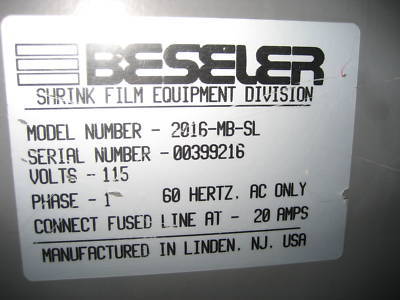 BESELER
SHRINK FILM EQUIPMENT DIVISION
MODEL NUMBER - 2016-MB-SL
SERIAL NUMBER -00399216
VOLTS - 115
PHASE - 1 60 HERTZ. AC ONLY
CONNECT FUSED LINE AT - 20 AMPS
MANUFACTURED IN LINDEN, NJ. USA